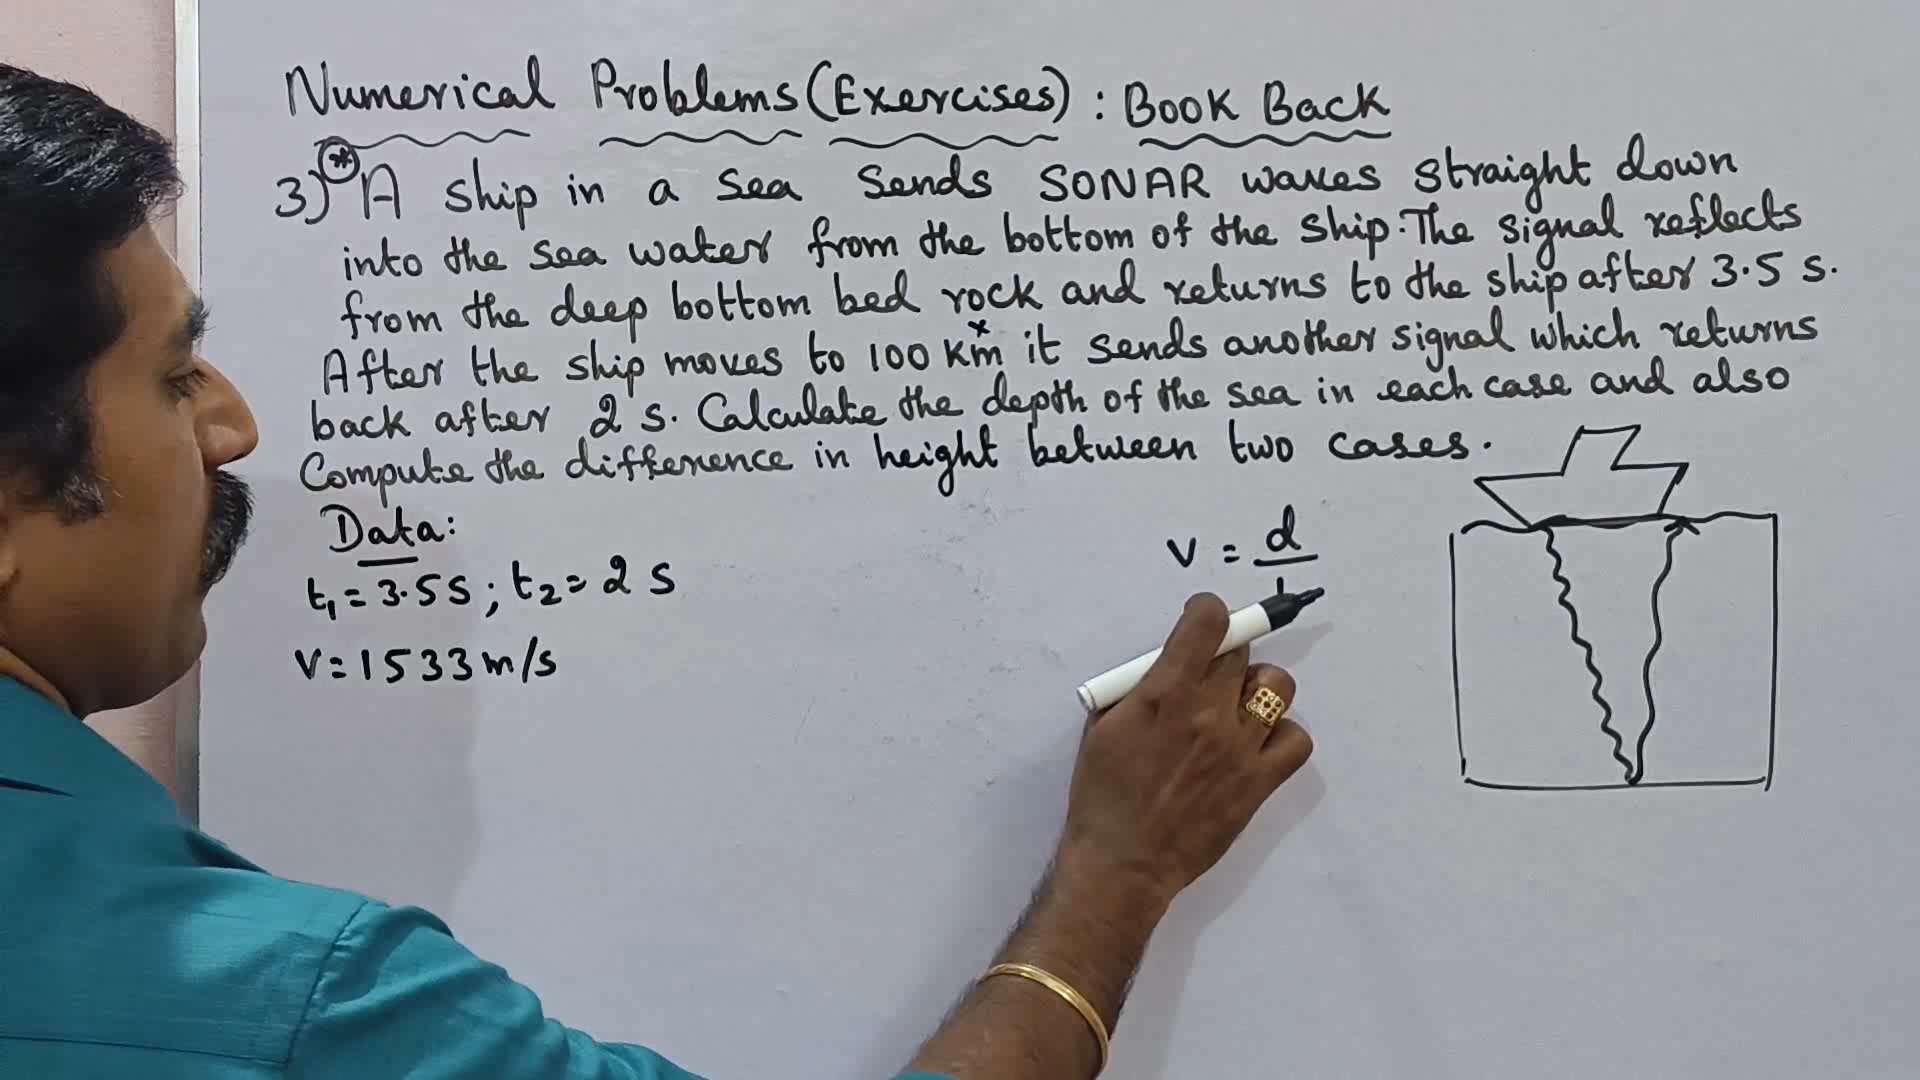 Numerical Problems (Exercises) : Book Back
3) * A ship in a sea sends SONAR waves straight down
into the sea water from the bottom of the ship. The signal reflects
from the deep bottom bed rock and returns to the ship after 3.5 s.
After the ship moves to 100 km it sends another signal which returns
back after 2 s. Calculate the depth of the sea in each case and also
Compute the difference in height between two cases.
Data:
t₁ = 3.5 s ; t₂ = 2 s
V = 1533 m/s
V = d